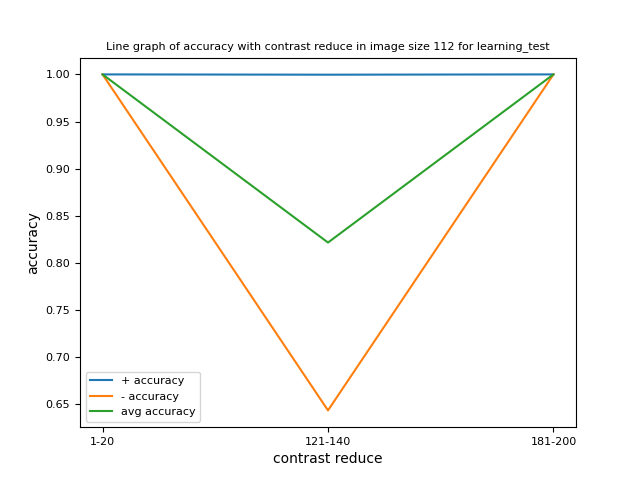 Line graph of accuracy with contrast reduce in image size 112 for learning_test
accuracy
1.00
0.95
0.90
0.85
0.80
0.75
0.70
0.65
+ accuracy
- accuracy
avg accuracy
1-20
121-140
181-200
contrast reduce